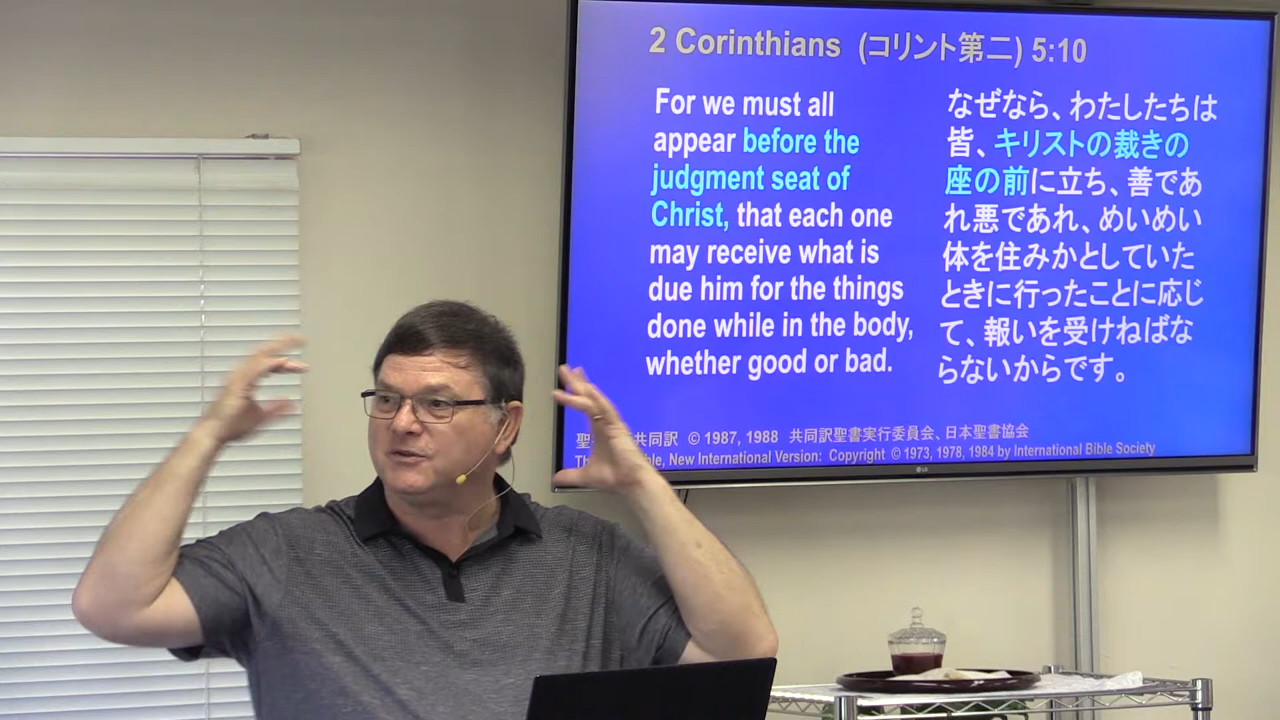 2 Corinthians (コリント第二) 5:10
For we must all
appear before the
judgment seat of
Christ, that each one
may receive what is
due him for the things
done while in the body,
whether good or bad.
なぜなら、わたしたちは
皆、キリストの裁きの
座の前に立ち、善であ
れ悪であれ、めいめい
体を住みかとしていた
ときに行ったことに応じ
て、報いを受けねばな
らないからです。
共同訳 © 1987, 1988 共同訳聖書実行委員会、日本聖書協会
New International Version: Copyright © 1973, 1978, 1984 by International Bible Society
LG